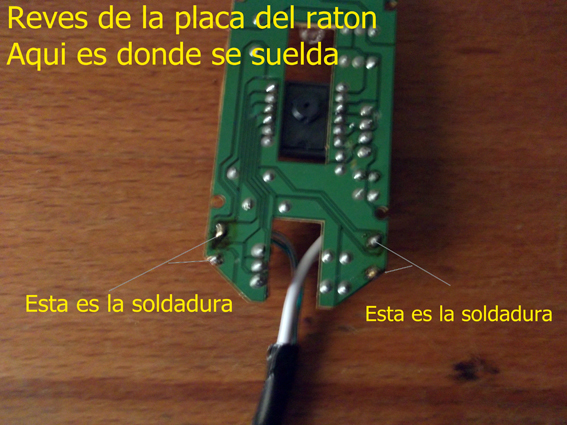 Reves de la placa del raton
Aqui es donde se suelda
Esta es la soldadura
Esta es la soldadura